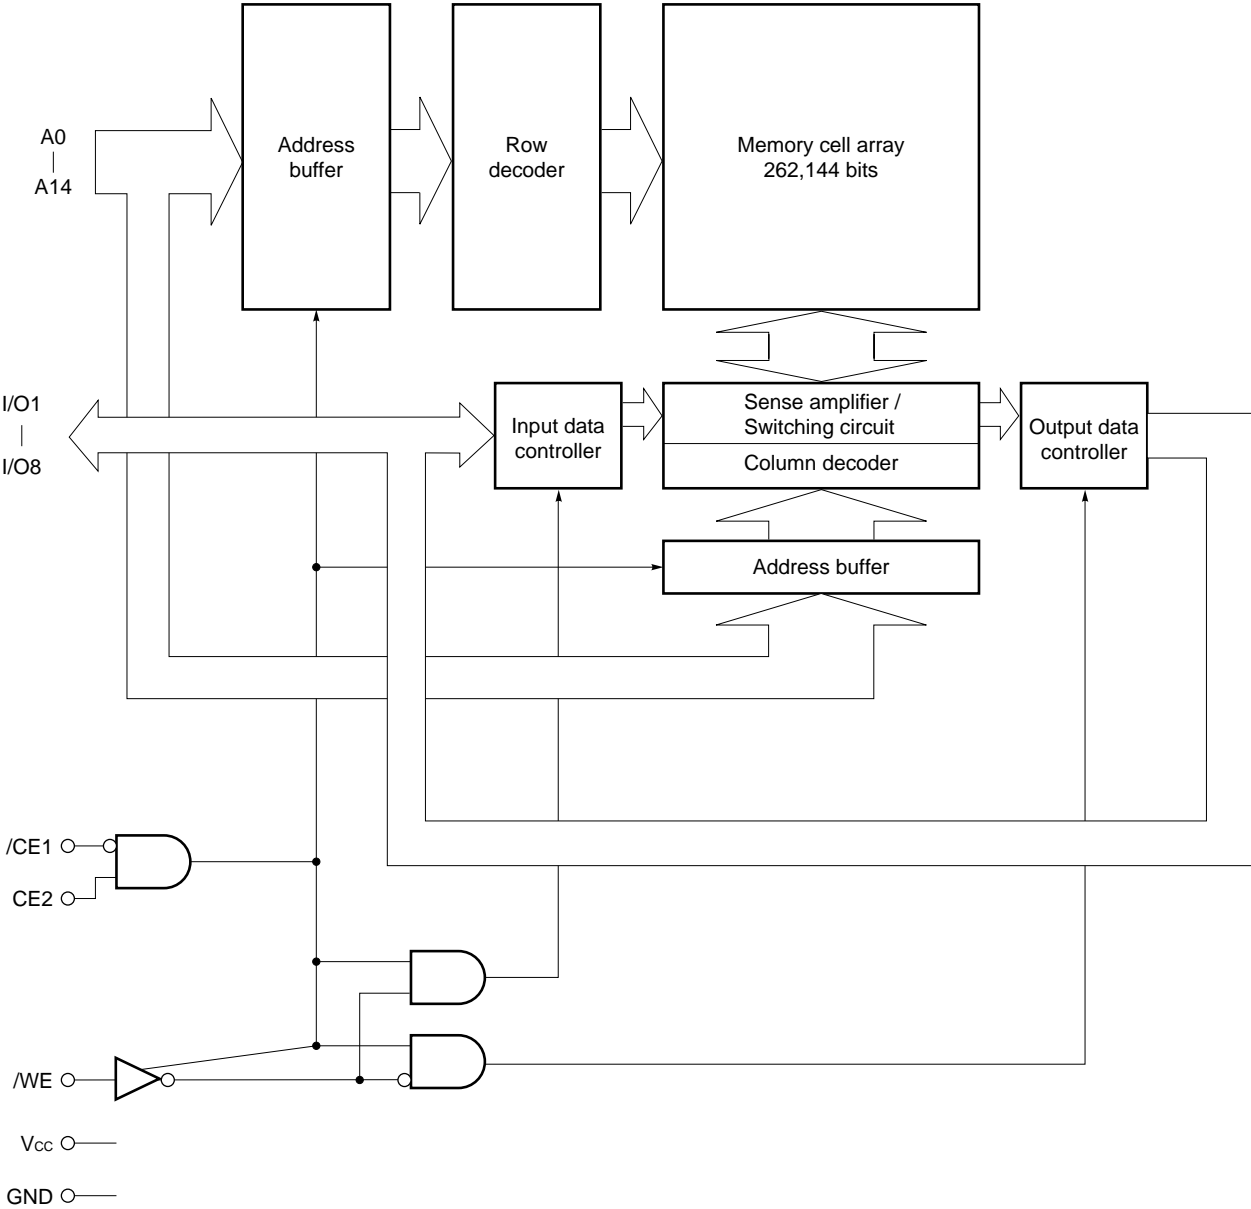 A0
A14
Address
buffer
Row
decoder
Memory cell array
262,144 bits
I/O1
I/O8
Input data
controller
Sense amplifier /
Switching circuit
Column decoder
Output data
controller
Address buffer
/CE1
CE2
/WE
VCC
GND